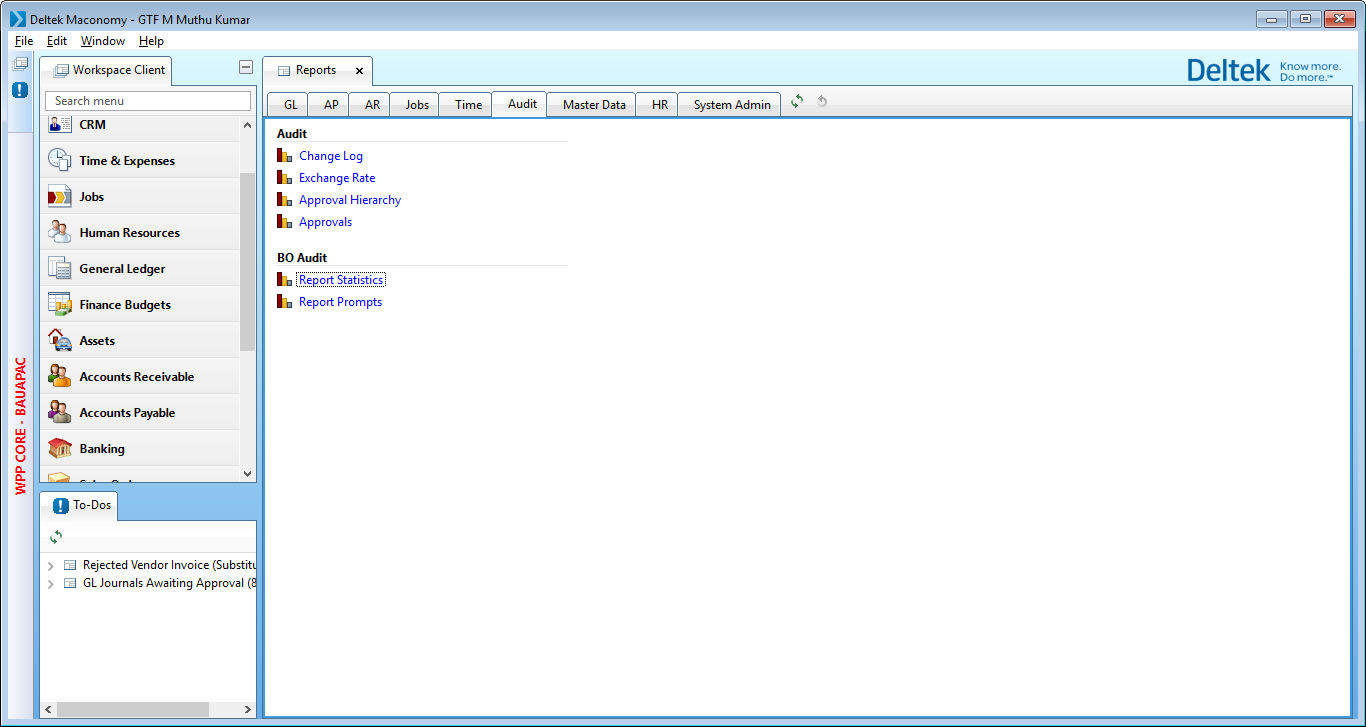 Deltek Maconomy - GTF M Muthu Kumar
File Edit Window Help
Workspace Client
Reports
Deltek Know more.
Do more.™
Search menu
GL AP AR Jobs Time Audit Master Data HR System Admin
CRM
Time & Expenses
Jobs
Human Resources
General Ledger
Finance Budgets
Assets
Accounts Receivable
Accounts Payable
Banking
Audit
Change Log
Exchange Rate
Approval Hierarchy
Approvals
BO Audit
Report Statistics
Report Prompts
WPP CORE - BAUAPAC
To-Dos
Rejected Vendor Invoice (Substitu
GL Journals Awaiting Approval (8